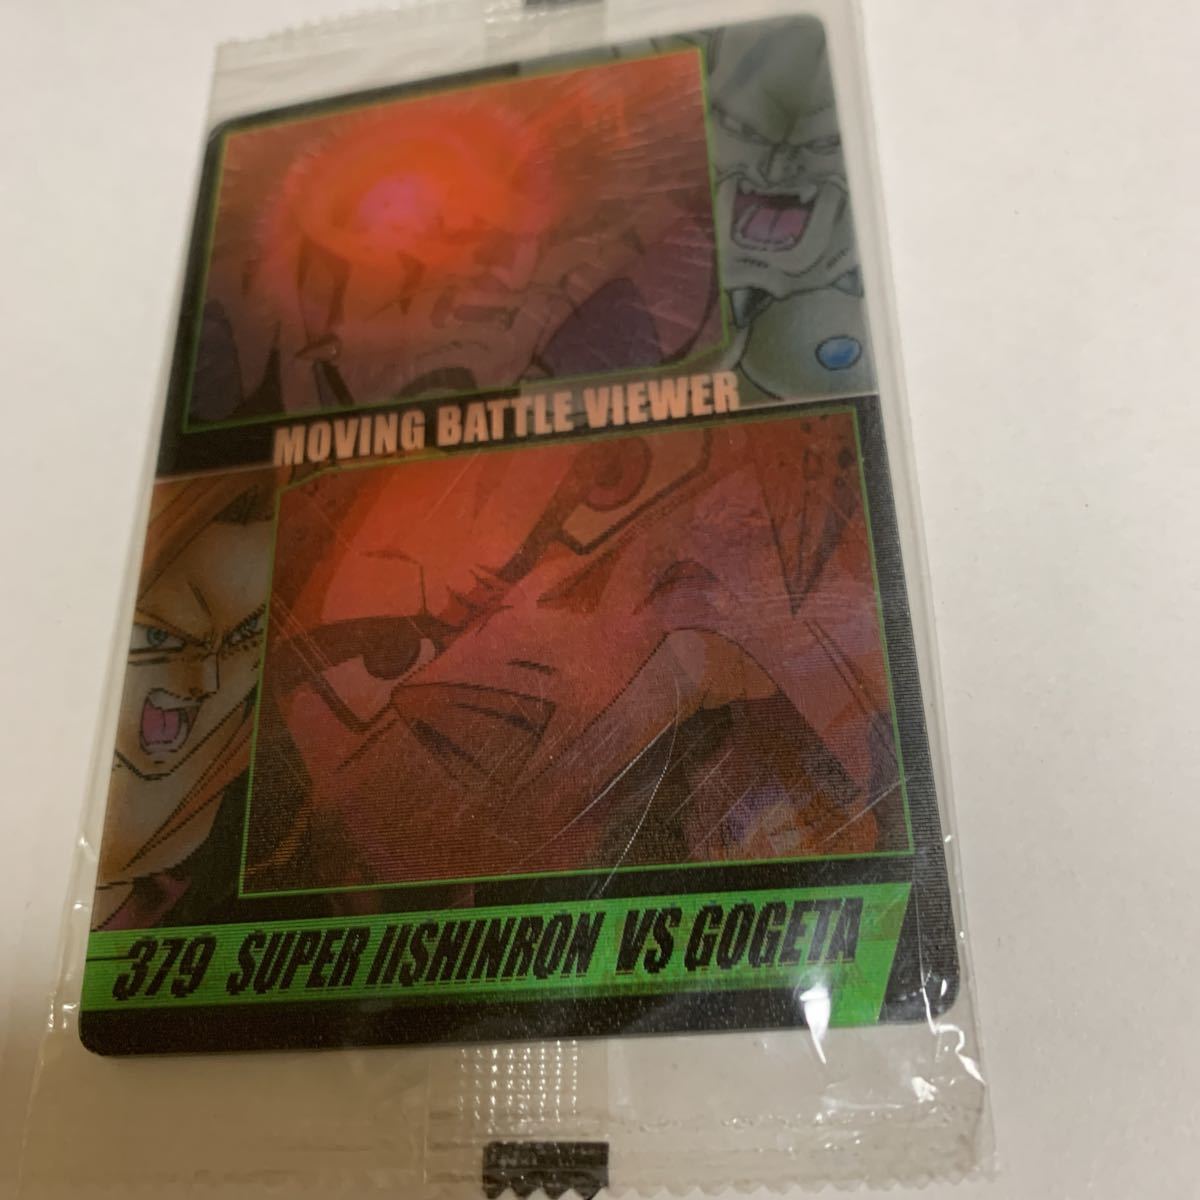 MOVING BATTLE VIEWER
379 SUPER IISHINRON VS GOGETA